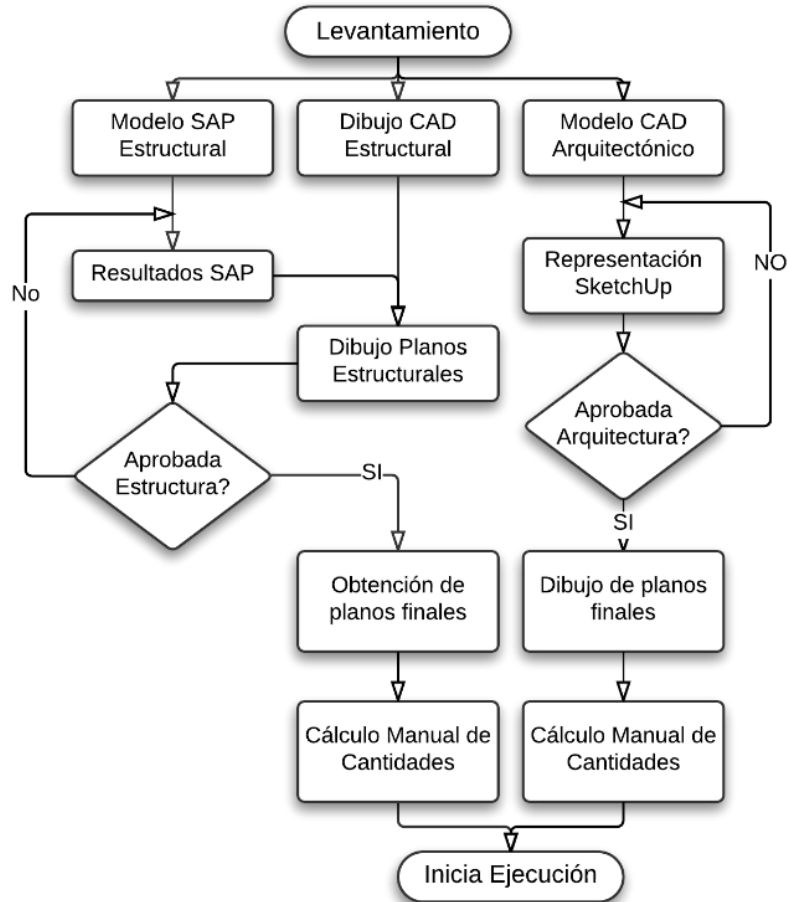 Levantamiento
Modelo SAP
Estructural
Dibujo CAD
Estructural
Modelo CAD
Arquitectónico
Resultados SAP
Representación
SketchUp
No
NO
Dibujo Planos
Estructurales
Aprobada
Arquitectura?
Aprobada
Estructura?
SI
SI
Obtención de
planos finales
Dibujo de planos
finales
Cálculo Manual de
Cantidades
Cálculo Manual de
Cantidades
Inicia Ejecución